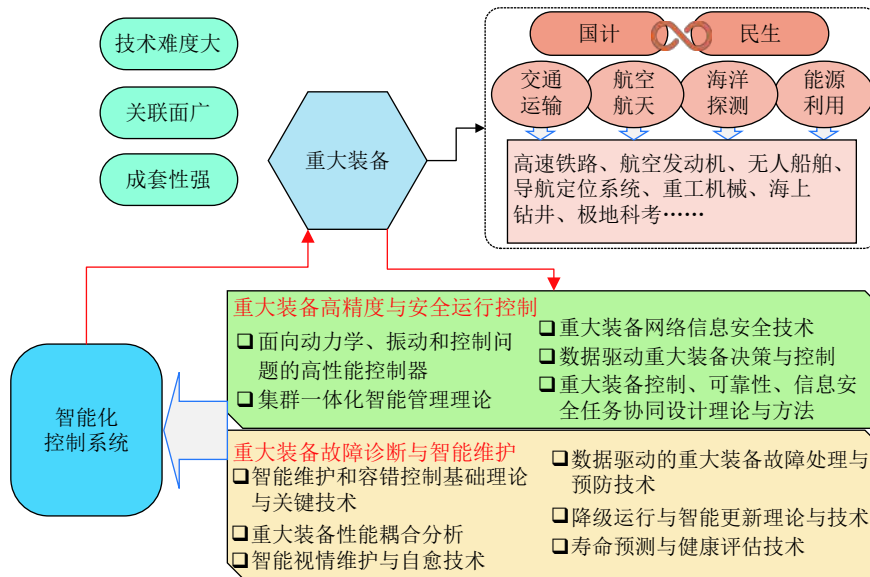 技术难度大
关联面广
成套性强
重大装备
国计
民生
交通
运输
航空
航天
海洋
探测
能源
利用
高速铁路、航空发动机、无人船舶、
导航定位系统、重工机械、海上
钻井、极地科考……
智能化
控制系统
重大装备高精度与安全运行控制
面向动力学、振动和控制问
题的高性能控制器
集群一体化智能管理理论
重大装备网络信息安全技术
数据驱动重大装备决策与控制
重大装备控制、可靠性、信息安
全任务协同设计理论与方法
重大装备故障诊断与智能维护
智能维护和容错控制基础理论
与关键技术
重大装备性能耦合分析
智能视情维护与自愈技术
数据驱动的重大装备故障处理与
预防技术
降级运行与智能更新理论与技术
寿命预测与健康评估技术